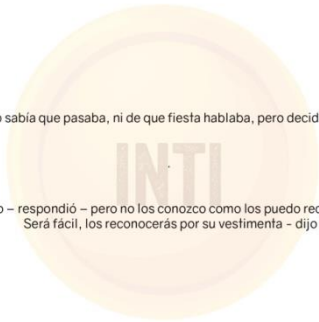 sabía que pasaba, ni de que fiesta hablaba, pero decid
INTI
– respondió – pero no los conozco como los puedo
Será fácil, los reconocerás por su vestimenta - dijo